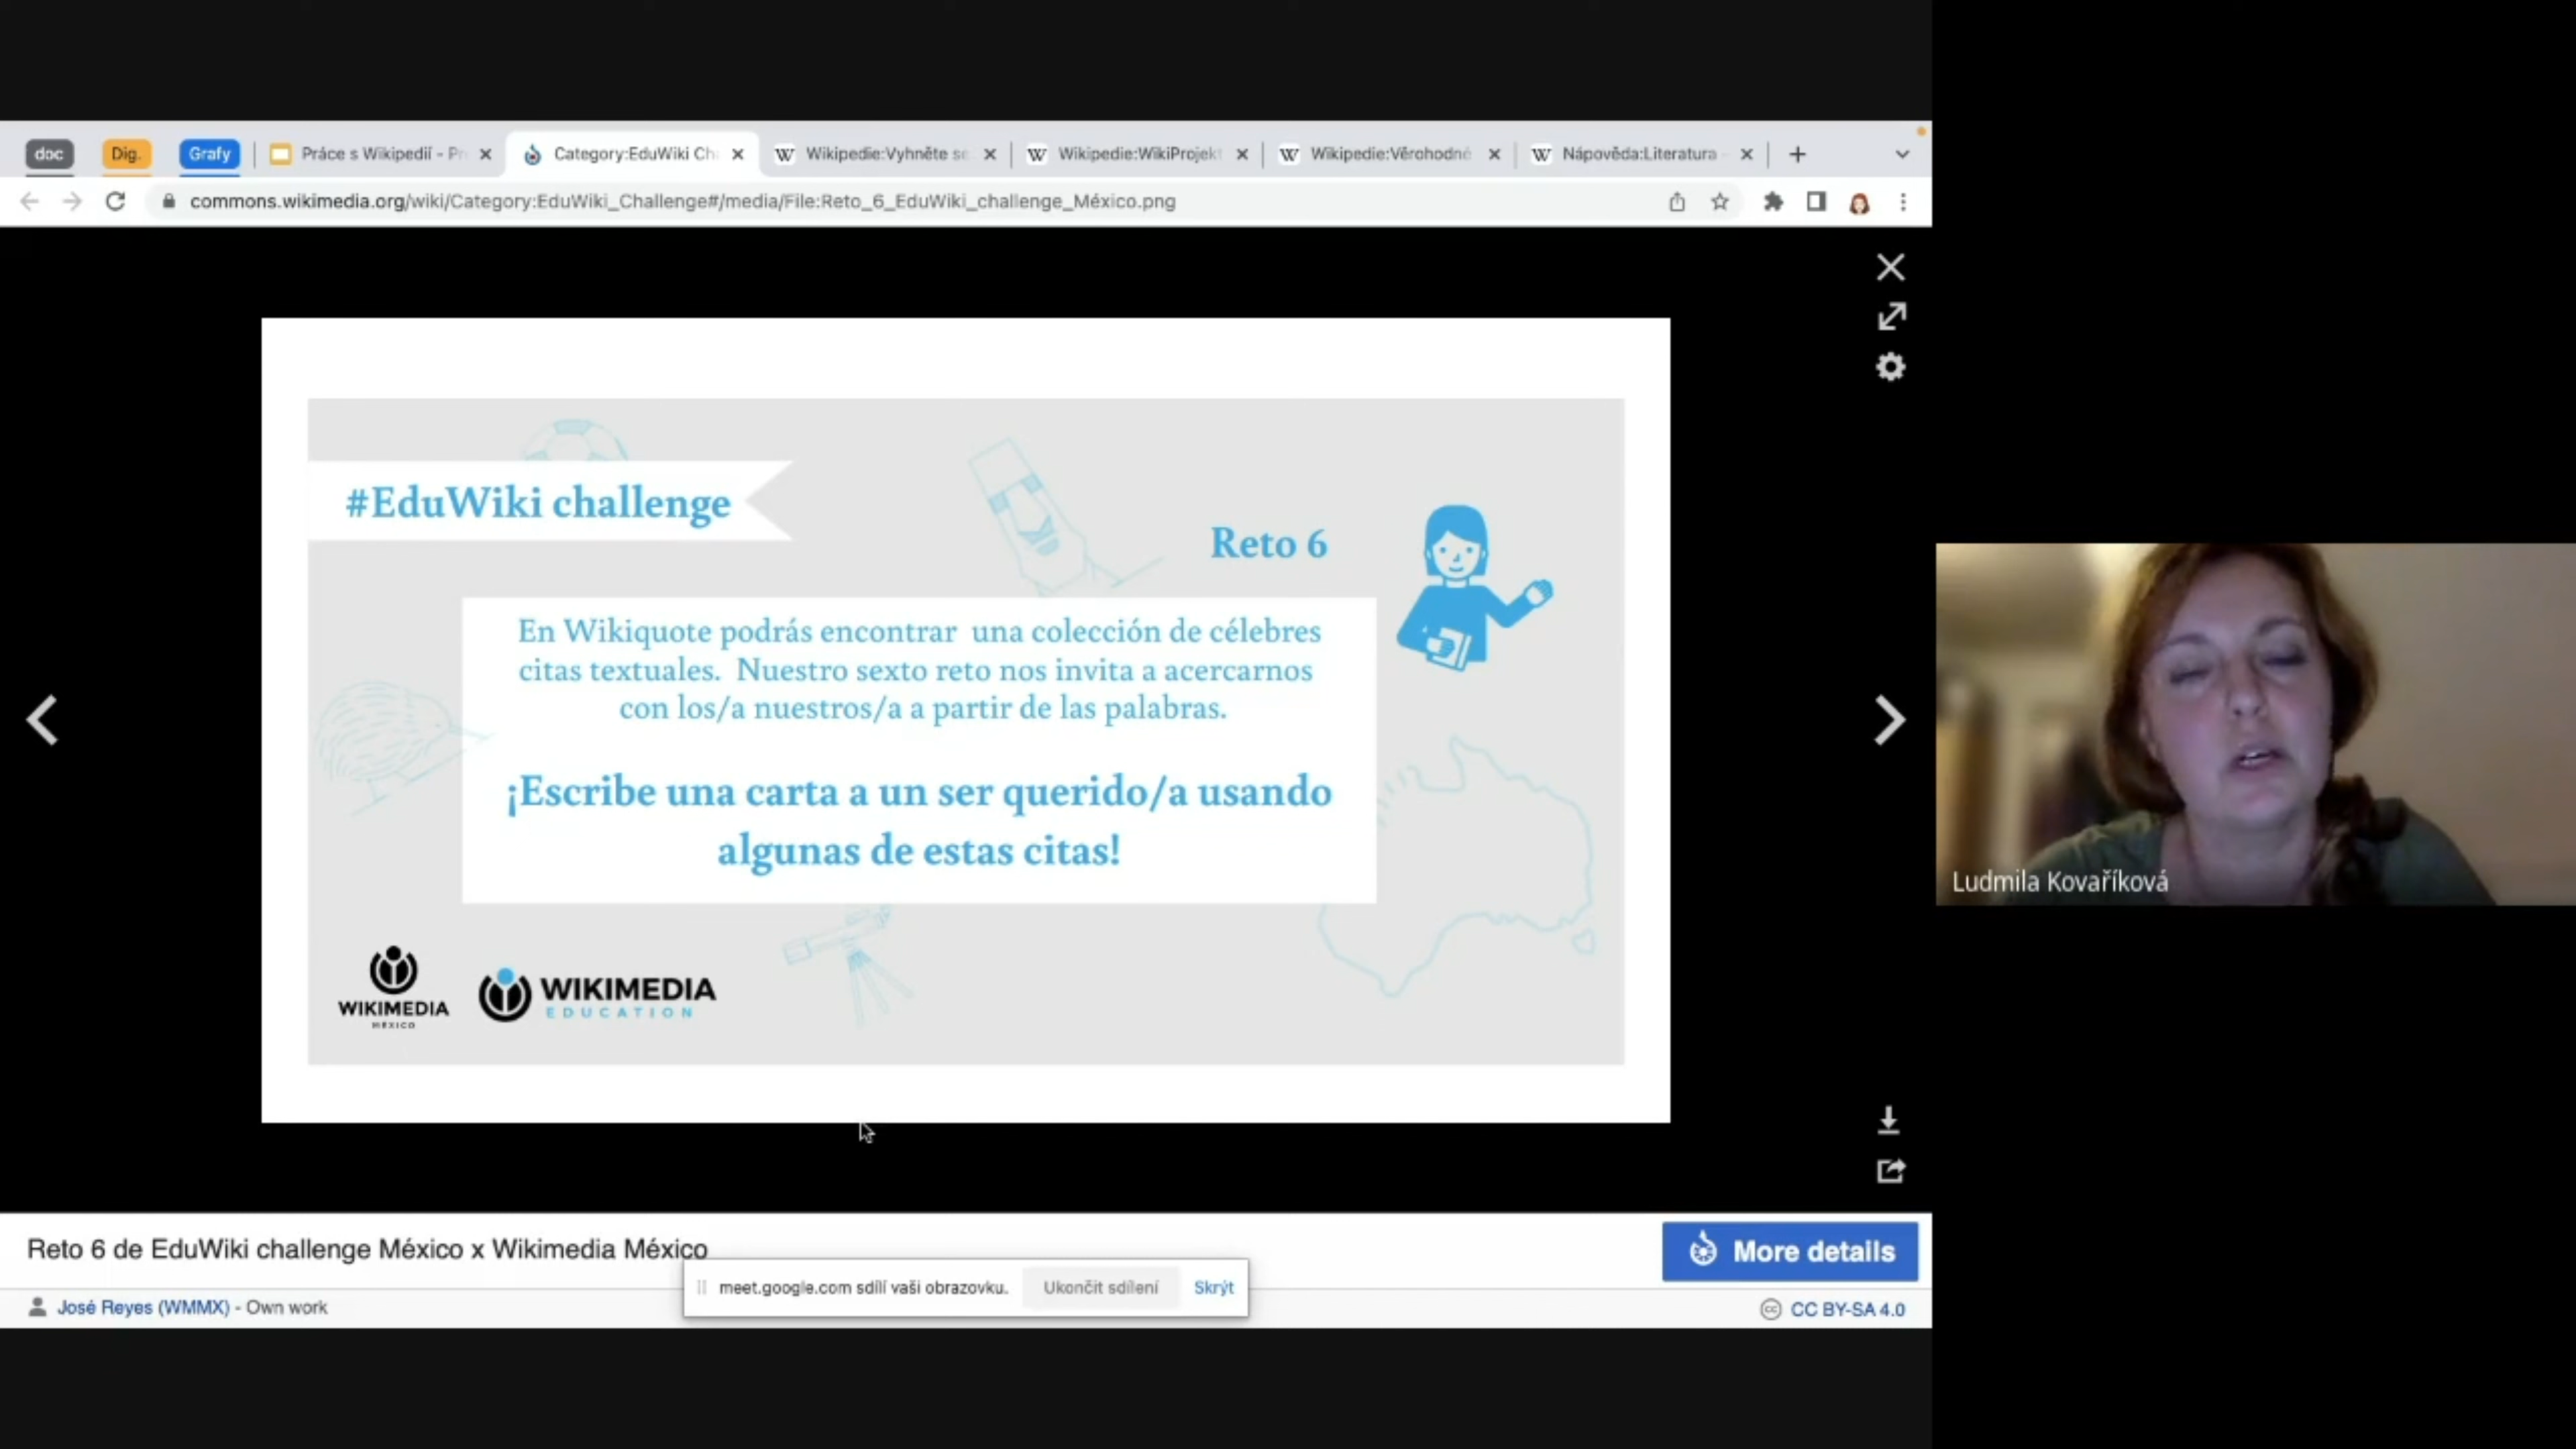 doc
Dig.
Grafy
Práce s Wikipedií - Pr
Category:EduWiki Ch
Wikipedie:Vyhněte se
Wikipedie:WikiProjekt
Wikipedie:Věrohodné
Nápověda:Literatura -
commons.wikimedia.org/wiki/Category:EduWiki_Challenge#/media/File:Reto_6_EduWiki_challenge_México.png
#EduWiki challenge
Reto 6
En Wikiquote podrás encontrar una colección de célebres
citas textuales. Nuestro sexto reto nos invita a acercarnos
con los/a nuestros/a a partir de las palabras.
¡Escribe una carta a un ser querido/a usando
algunas de estas citas!
WIKIMEDIA
MÉXICO
WIKIMEDIA
EDUCATION
Ludmila Kovaříková
Reto 6 de EduWiki challenge México x Wikimedia México
More details
meet.google.com sdílí vaši obrazovku.
Ukončit sdílení
Skrýt
José Reyes (WMMX) - Own work
CC BY-SA 4.0